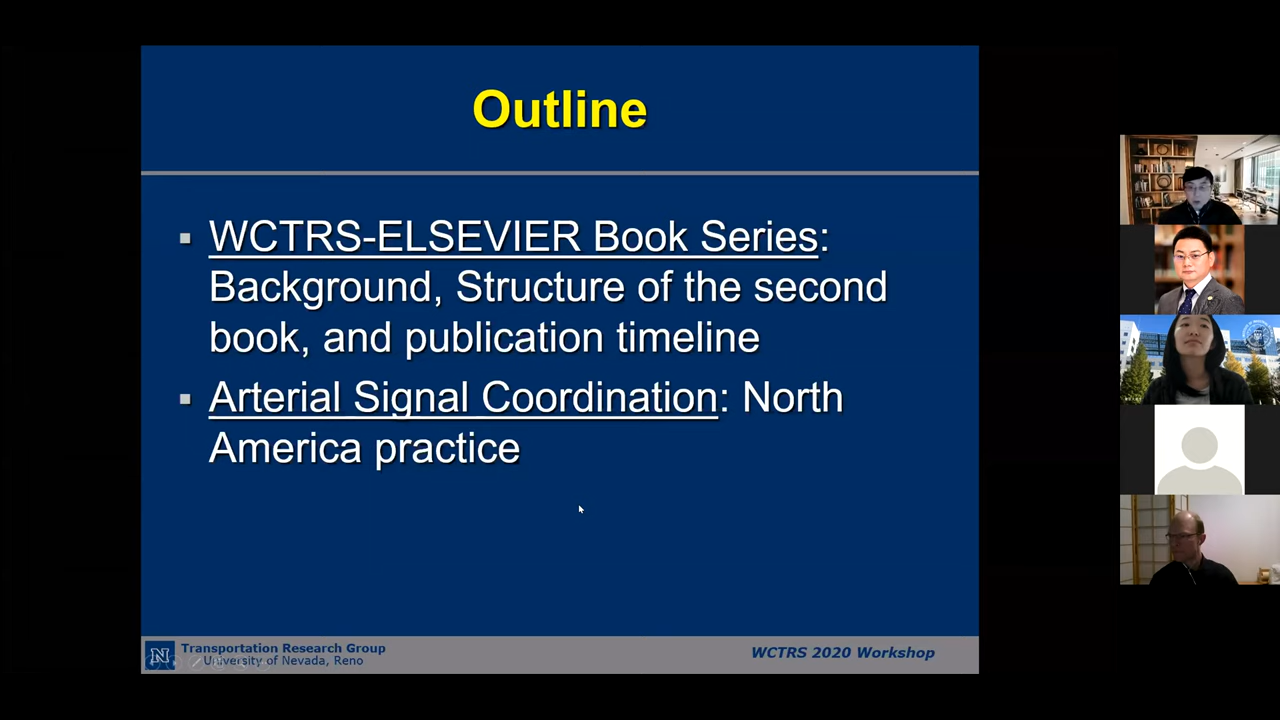 Outline
WCTRS-ELSEVIER Book Series:
Background, Structure of the second
book, and publication timeline
Arterial Signal Coordination: North
America practice
N
Transportation Research Group
University of Nevada, Reno
WCTRS 2020 Workshop